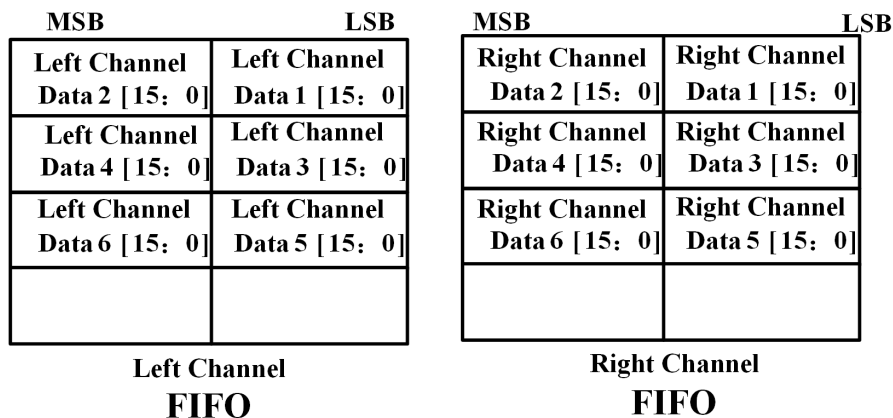 MSB LSB
Left Channel Left Channel
Data 2 [15：0] Data 1 [15：0]
Left Channel Left Channel
Data 4 [15：0] Data 3 [15：0]
Left Channel Left Channel
Data 6 [15：0] Data 5 [15：0]
Left Channel
FIFO
MSB LSB
Right Channel Right Channel
Data 2 [15：0] Data 1 [15：0]
Right Channel Right Channel
Data 4 [15：0] Data 3 [15：0]
Right Channel Right Channel
Data 6 [15：0] Data 5 [15：0]
Right Channel
FIFO